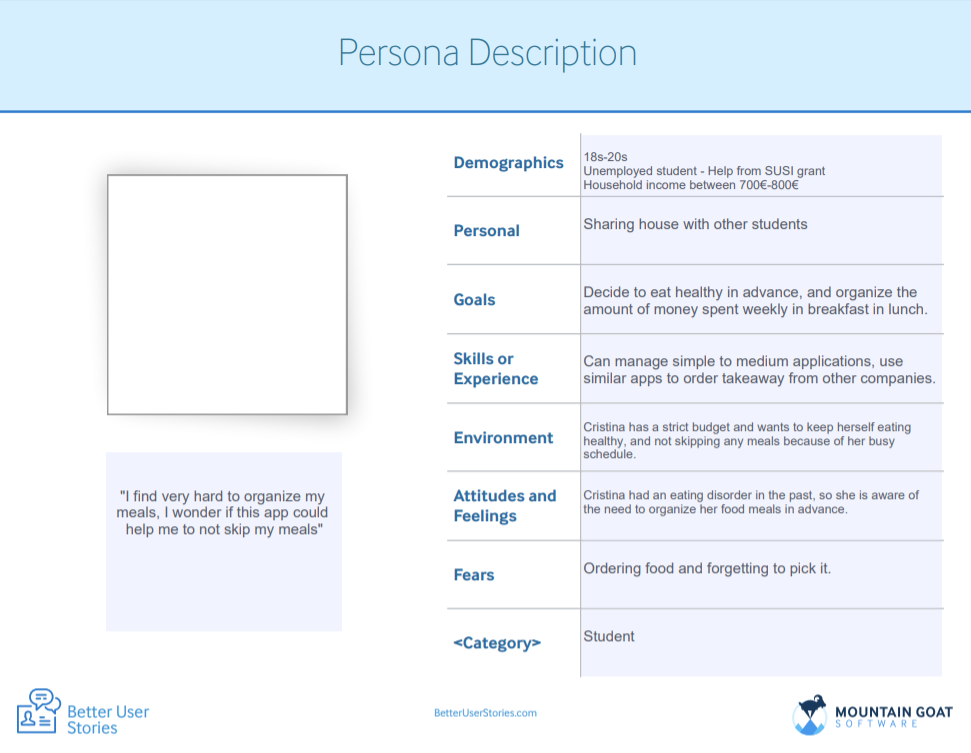 Persona Description
Demographics
18s-20s
Unemployed student - Help from SUSI grant
Household income between 700€-800€
Personal
Sharing house with other students
Goals
Decide to eat healthy in advance, and organize the
amount of money spent weekly in breakfast in lunch.
Skills or
Experience
Can manage simple to medium applications, use
similar apps to order takeaway from other companies.
Environment
Cristina has a strict budget and wants to keep herself eating
healthy, and not skipping any meals because of her busy
schedule.
Attitudes and
Feelings
Cristina had an eating disorder in the past, so she is aware of
the need to organize her food meals in advance.
Fears
Ordering food and forgetting to pick it.
<Category>
Student
"I find very hard to organize my
meals, I wonder if this app could
help me to not skip my meals"
Better User
Stories
BetterUserStories.com
MOUNTAIN GOAT
SOFTWARE